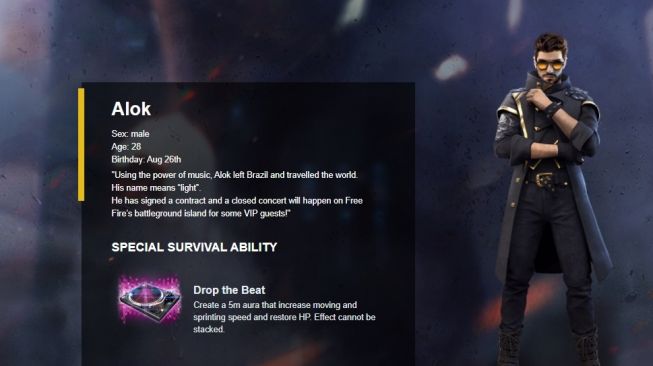 Alok
Sex: male
Age: 28
Birthday: Aug 26th
"Using the power of music, Alok left Brazil and travelled the world.
His name means "light".
He has signed a contract and a closed concert will happen on Free
Fire's battleground island for some VIP guests!"
SPECIAL SURVIVAL ABILITY
Drop the Beat
Create a 5m aura that increase moving and
sprinting speed and restore HP. Effect cannot be
stacked.